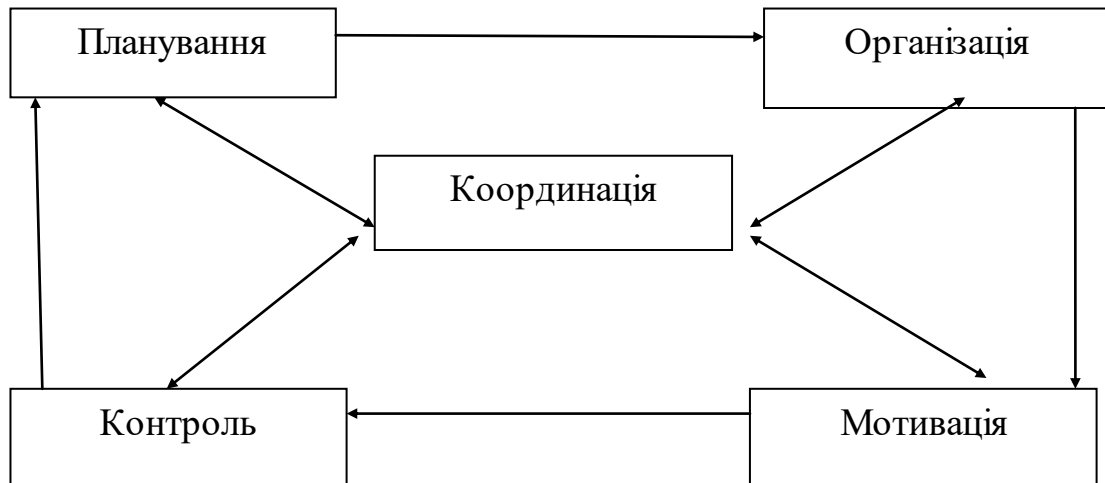 Планування
Організація
Координація
Контроль
Мотивація